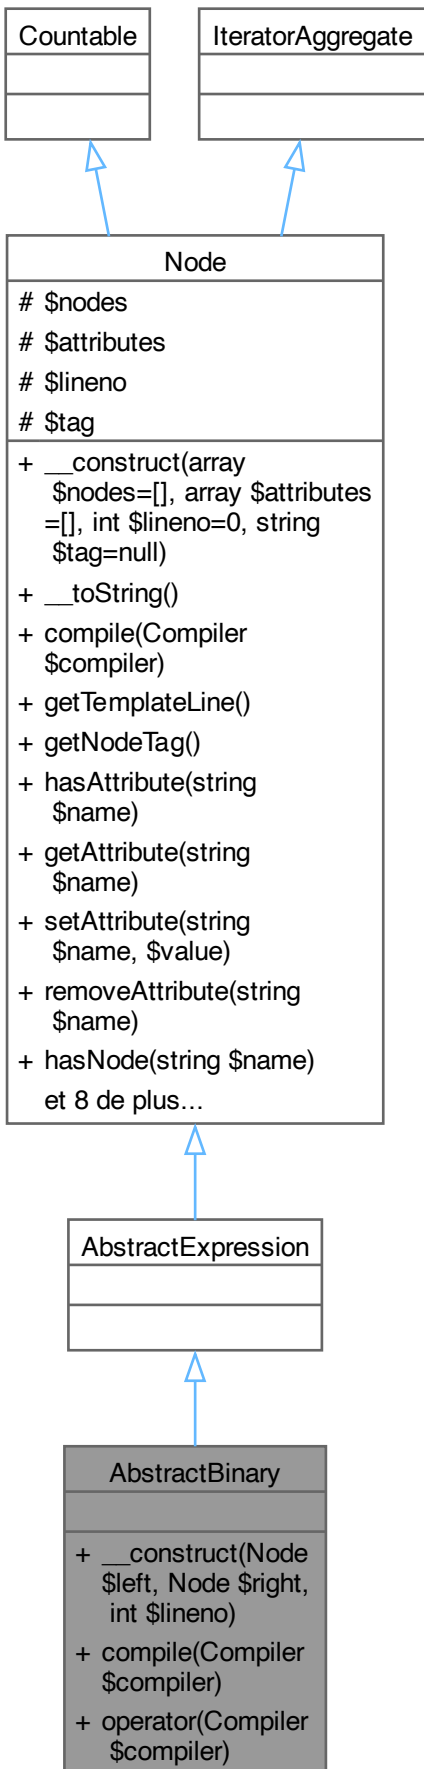 Countable
IteratorAggregate
Node
# $nodes
# $attributes
# $lineno
# $tag
+ __construct(array
$nodes=[], array $attributes
=[], int $lineno=0, string
$tag=null)
+ __toString()
+ compile(Compiler
$compiler)
+ getTemplateLine()
+ getNodeTag()
+ hasAttribute(string
$name)
+ getAttribute(string
$name)
+ setAttribute(string
$name, $value)
+ removeAttribute(string
$name)
+ hasNode(string $name)
et 8 de plus...
AbstractExpression
AbstractBinary
+ __construct(Node
$left, Node $right,
int $lineno)
+ compile(Compiler
$compiler)
+ operator(Compiler
$compiler)